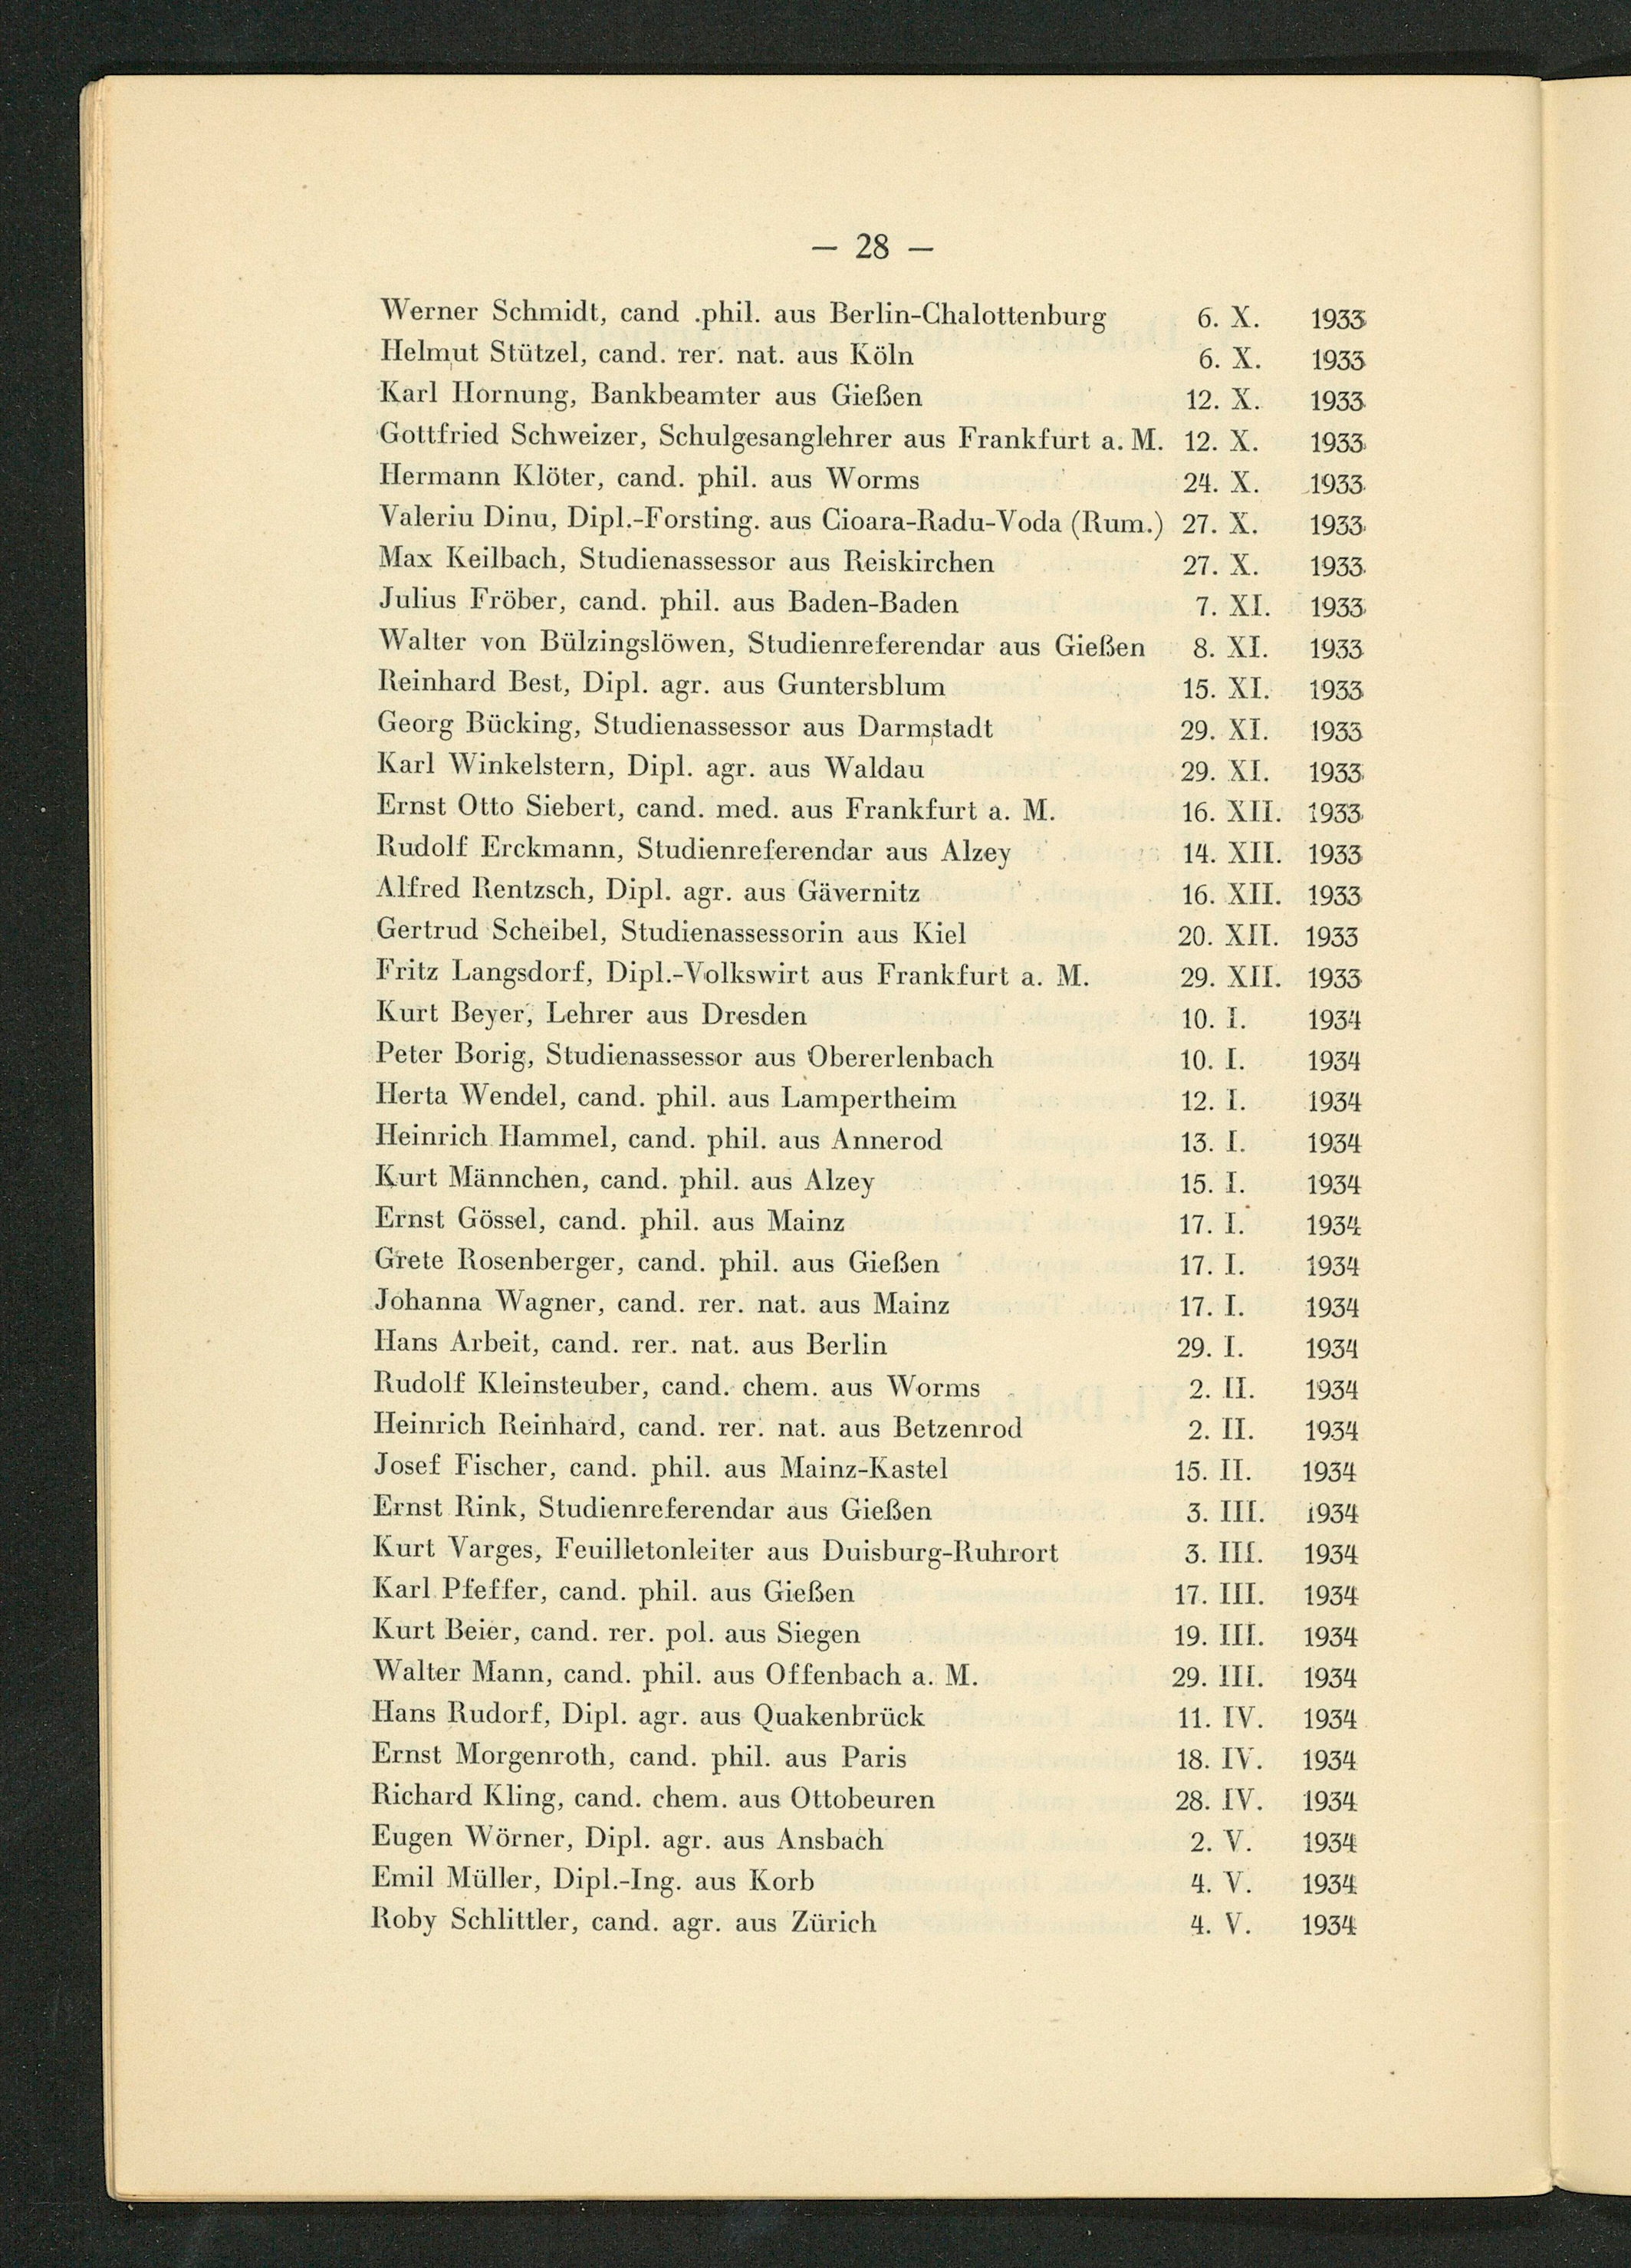 — 28 —
Werner Schmidt, cand .phil. aus Berlin-Chalottenburg 6. X. 1933
Helmut Stützel, cand. rer. nat. aus Köln 6. X. 1933
Karl Hornung, Bankbeamter aus Gießen 12. X. 1933
Gottfried Schweizer, Schulgesanglehrer aus Frankfurt a. M. 12. X. 1933
Hermann Klöter, cand. phil. aus Worms 24. X. 1933
Valeriu Dinu, Dipl.-Forsting. aus Cioara-Radu-Voda (Rum.) 27. X. 1933
Max Keilbach, Studienassessor aus Reiskirchen 27. X. 1933
Julius Fröber, cand. phil. aus Baden-Baden 7. XI. 1933
Walter von Bülzingslöwen, Studienreferendar aus Gießen 8. XI. 1933
Reinhard Best, Dipl. agr. aus Guntersblum 15. XI. 1933
Georg Bücking, Studienassessor aus Darmstadt 29. XI. 1933
Karl Winkelstern, Dipl. agr. aus Waldau 29. XI. 1933
Ernst Otto Siebert, cand. med. aus Frankfurt a. M. 16. XII. 1933
Rudolf Erckmann, Studienreferendar aus Alzey 14. XII. 1933
Alfred Rentzsch, Dipl. agr. aus Gävernitz 16. XII. 1933
Gertrud Scheibel, Studienassessorin aus Kiel 20. XII. 1933
Fritz Langsdorf, Dipl.-Volkswirt aus Frankfurt a. M. 29. XII. 1933
Kurt Beyer, Lehrer aus Dresden 10. I. 1934
Peter Borig, Studienassessor aus Obererlenbach 10. I. 1934
Herta Wendel, cand. phil. aus Lampertheim 12. I. 1934
Heinrich Hammel, cand. phil. aus Annerod 13. I. 1934
Kurt Männchen, cand. phil. aus Alzey 15. I. 1934
Ernst Gössel, cand. phil. aus Mainz 17. I. 1934
Grete Rosenberger, cand. phil. aus Gießen 17. I. 1934
Johanna Wagner, cand. rer. nat. aus Mainz 17. I. 1934
Hans Arbeit, cand. rer. nat. aus Berlin 29. I. 1934
Rudolf Kleinsteuber, cand. chem. aus Worms 2. II. 1934
Heinrich Reinhard, cand. rer. nat. aus Betzenrod 2. II. 1934
Josef Fischer, cand. phil. aus Mainz-Kastel 15. II. 1934
Ernst Rink, Studienreferendar aus Gießen 3. III. 1934
Kurt Varges, Feuilletonleiter aus Duisburg-Ruhrort 3. III. 1934
Karl Pfeffer, cand. phil. aus Gießen 17. III. 1934
Kurt Beier, cand. rer. pol. aus Siegen 19. III. 1934
Walter Mann, cand. phil. aus Offenbach a. M. 29. III. 1934
Hans Rudorf, Dipl. agr. aus Quakenbrück 11. IV. 1934
Ernst Morgenroth, cand. phil. aus Paris 18. IV. 1934
Richard Kling, cand. chem. aus Ottobeuren 28. IV. 1934
Eugen Wörner, Dipl. agr. aus Ansbach 2. V. 1934
Emil Müller, Dipl.-Ing. aus Korb 4. V. 1934
Roby Schlittler, cand. agr. aus Zürich 4. V. 1934